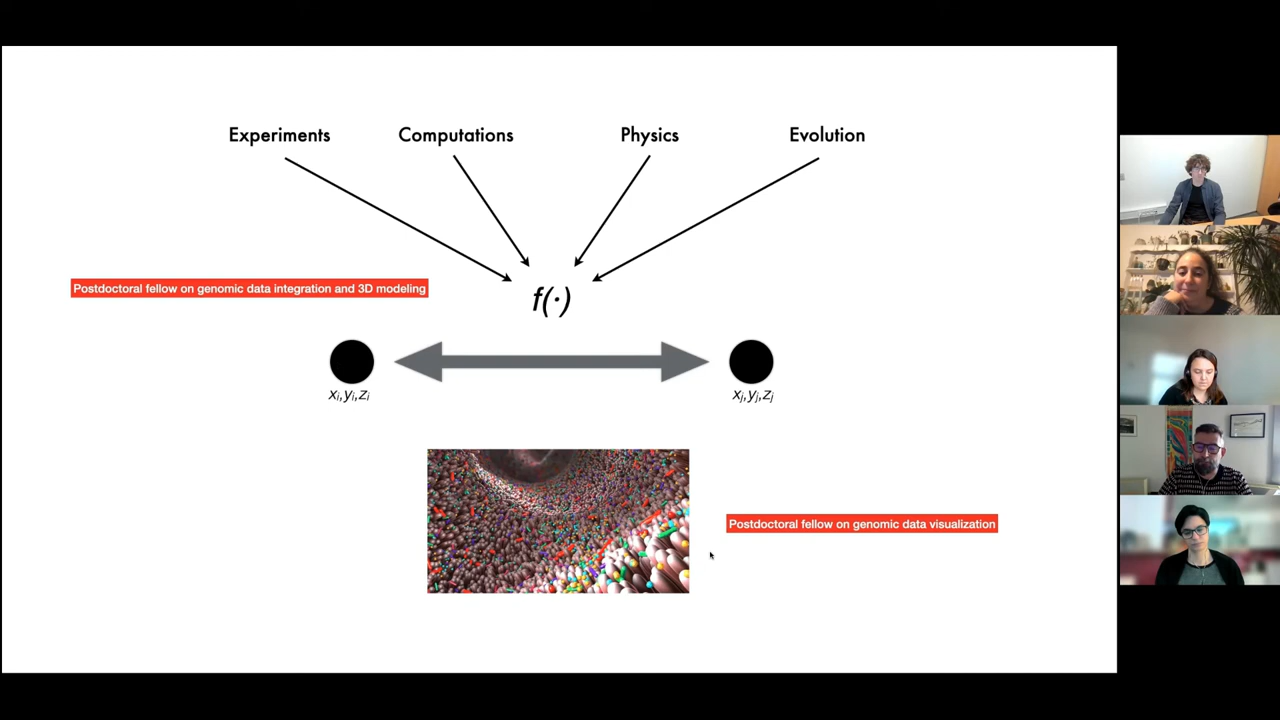 Experiments Computations Physics Evolution
Postdoctoral fellow on genomic data integration and 3D modeling
f(·)
xᵢ,yᵢ,zᵢ xⱼ,yⱼ,zⱼ
Postdoctoral fellow on genomic data visualization